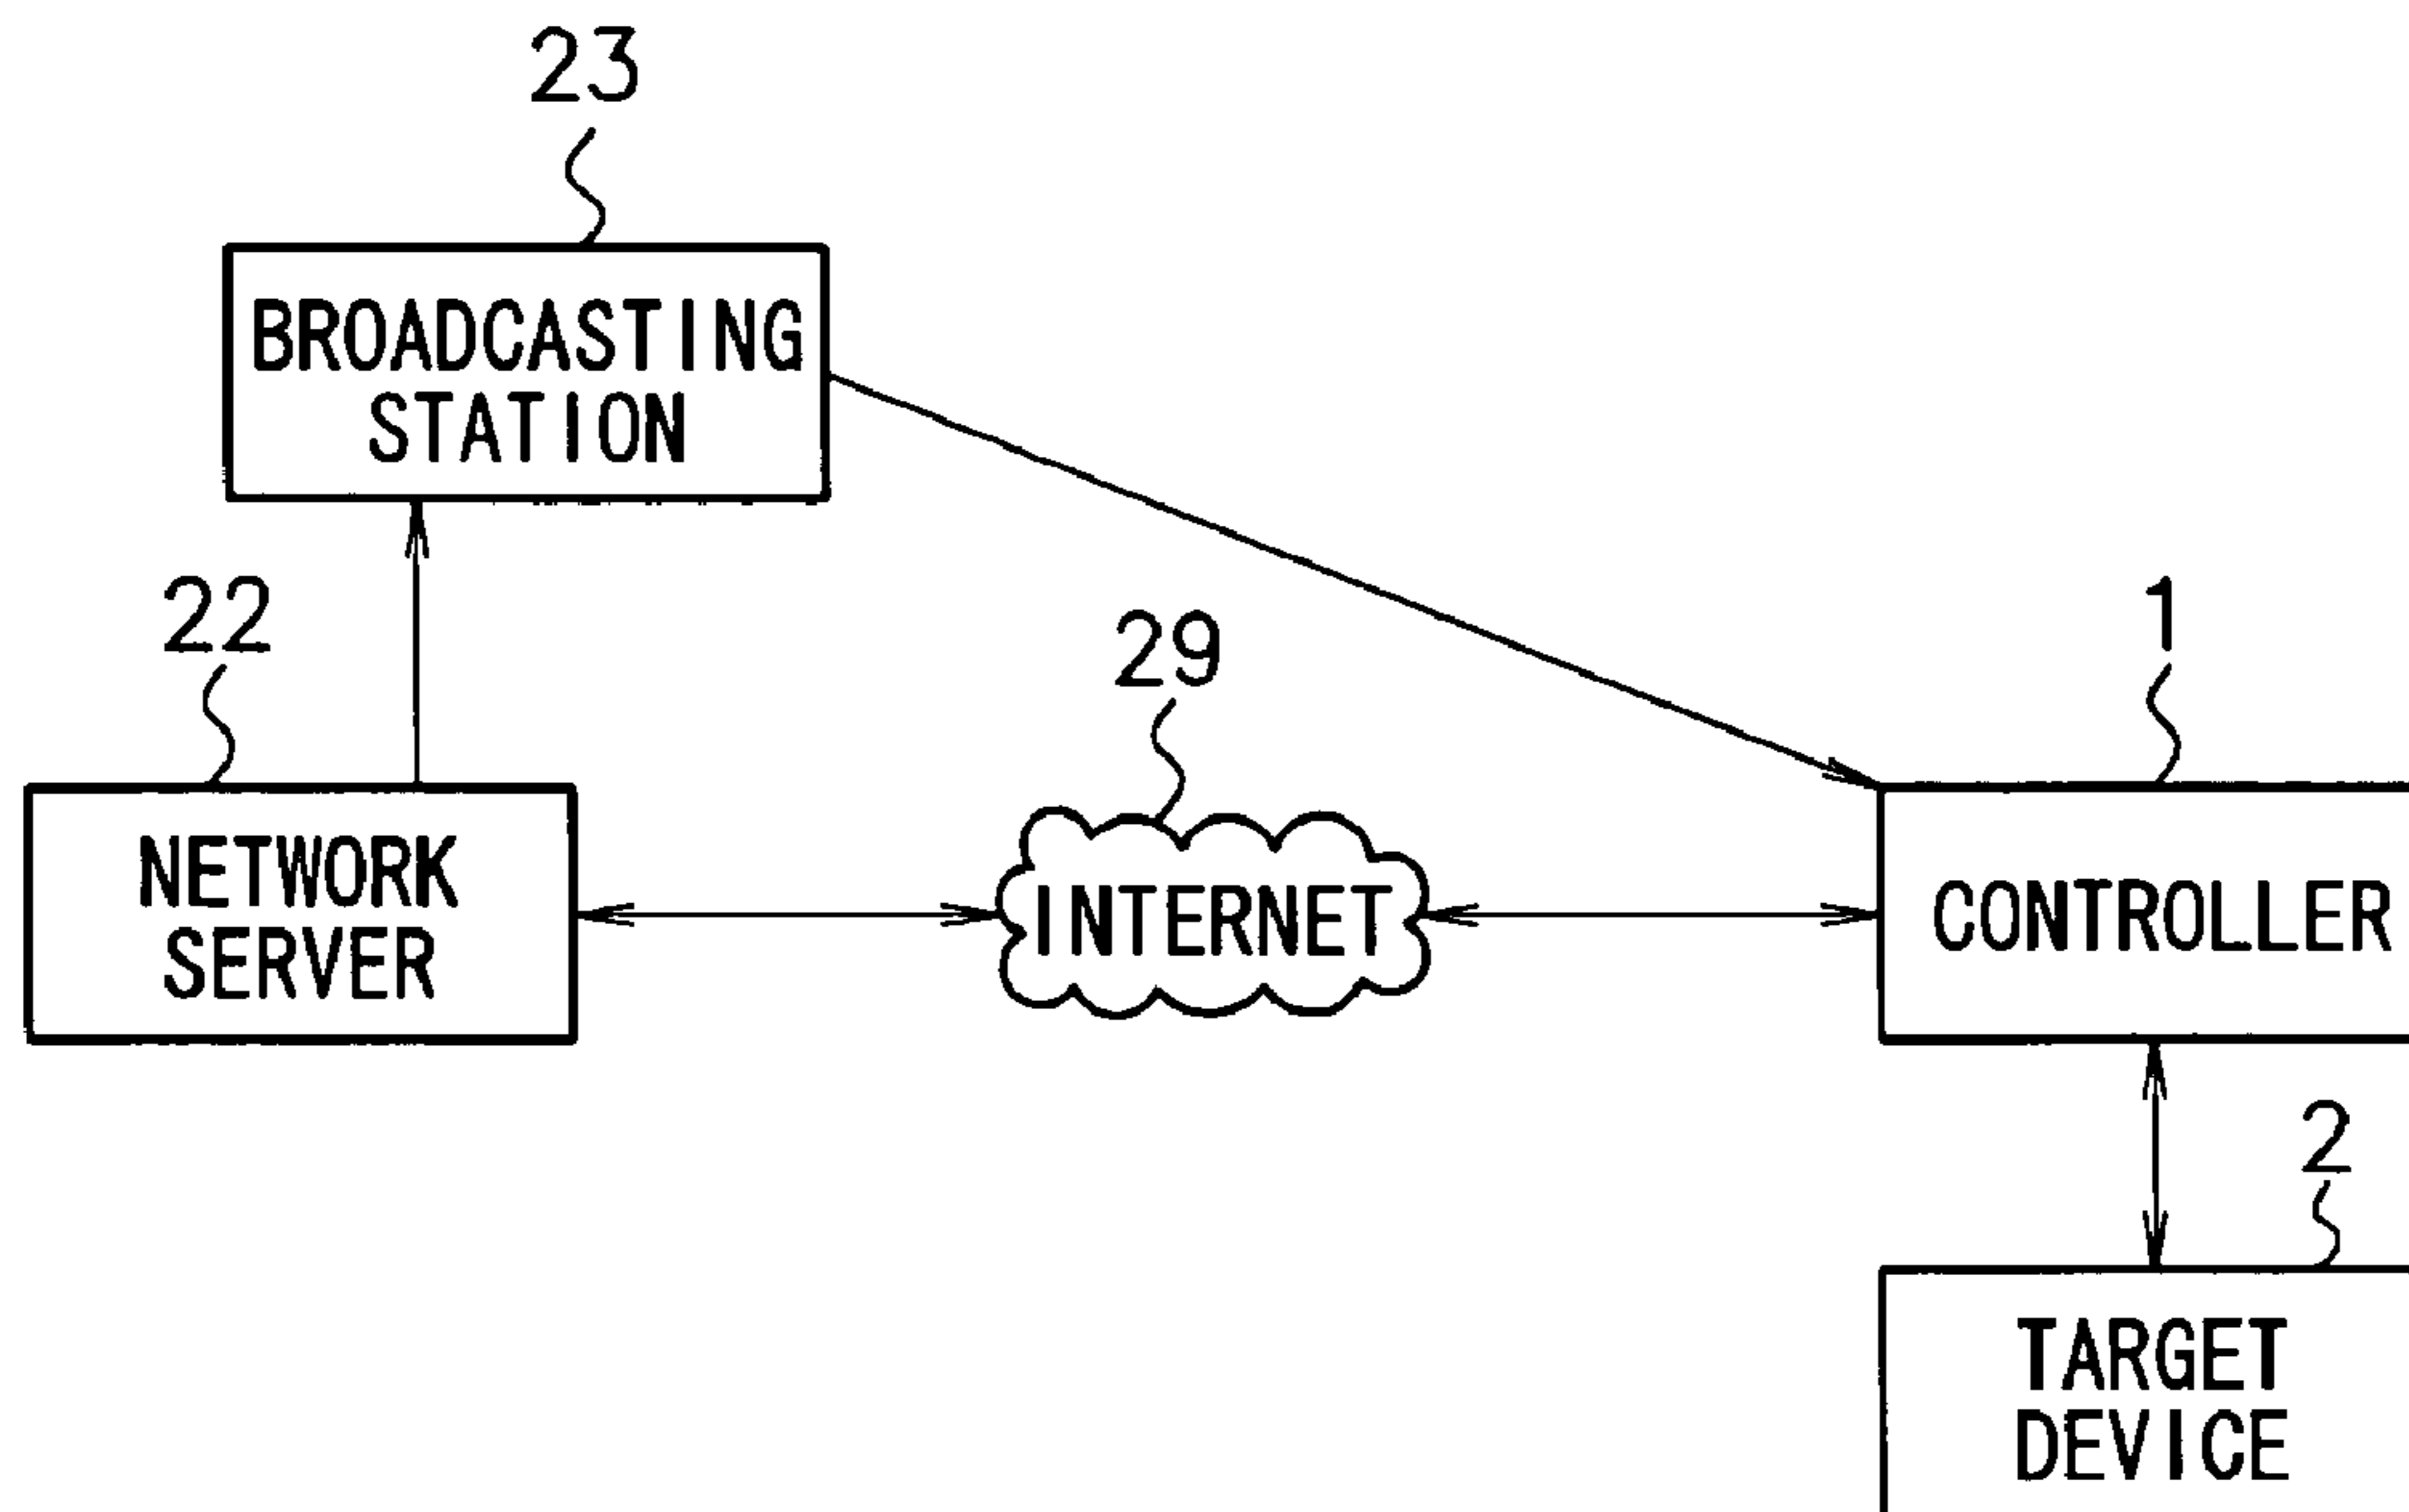 23
BROADCASTING
STATION
22
29
1
NETWORK
SERVER
INTERNET
CONTROLLER
2
TARGET
DEVICE